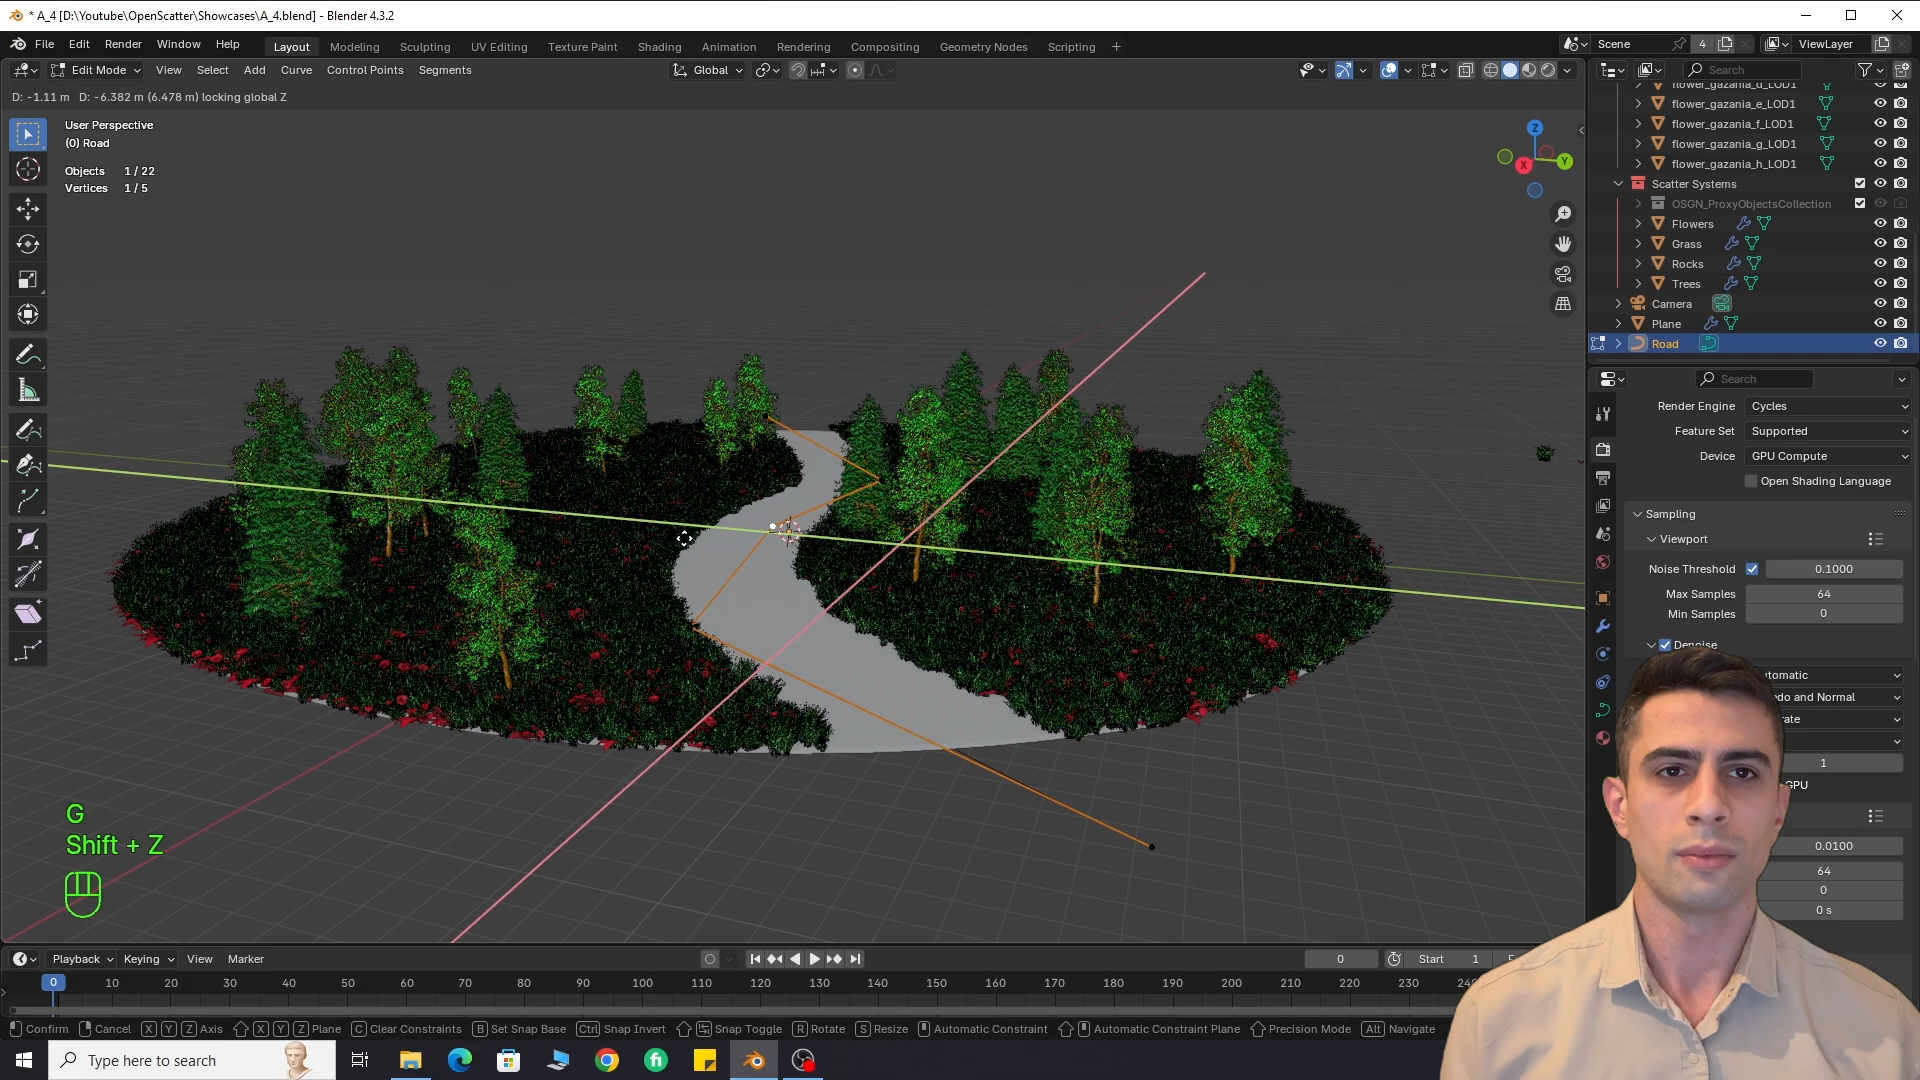 * A_4 [D:\Youtube\OpenScatter\Showcases\A_4.blend] - Blender 4.3.2
File Edit Render Window Help Layout Modeling Sculpting UV Editing Texture Paint Shading Animation Rendering Compositing Geometry Nodes Scripting + Scene 4 ViewLayer
Edit Mode View Select Add Curve Control Points Segments Global Search
D: -1.11 m D: -6.382 m (6.478 m) locking global Z
User Perspective
(0) Road
Objects 1 / 22
Vertices 1 / 5
Z
X
Y
flower_gazania_d_LOD1
flower_gazania_e_LOD1
flower_gazania_f_LOD1
flower_gazania_g_LOD1
flower_gazania_h_LOD1
Scatter Systems
OSGN_ProxyObjectsCollection
Flowers
Grass
Rocks
Trees
Camera
Plane
Road
Search
Render Engine Cycles
Feature Set Supported
Device GPU Compute
Open Shading Language
Sampling
Viewport
Noise Threshold 0.1000
Max Samples 64
Min Samples 0
Denoise
1
GPU
0.0100
64
0
0 s
G
Shift + Z
Playback Keying View Marker 0 Start 1
0 10 20 30 40 50 60 70 80 90 100 110 120 130 140 150 160 170 180 190 200 210 220 230
Confirm Cancel X Y Z Axis X Y Z Plane C Clear Constraints B Set Snap Base Ctrl Snap Invert Snap Toggle R Rotate S Resize Automatic Constraint Automatic Constraint Plane Precision Mode Alt Navigate
Type here to search